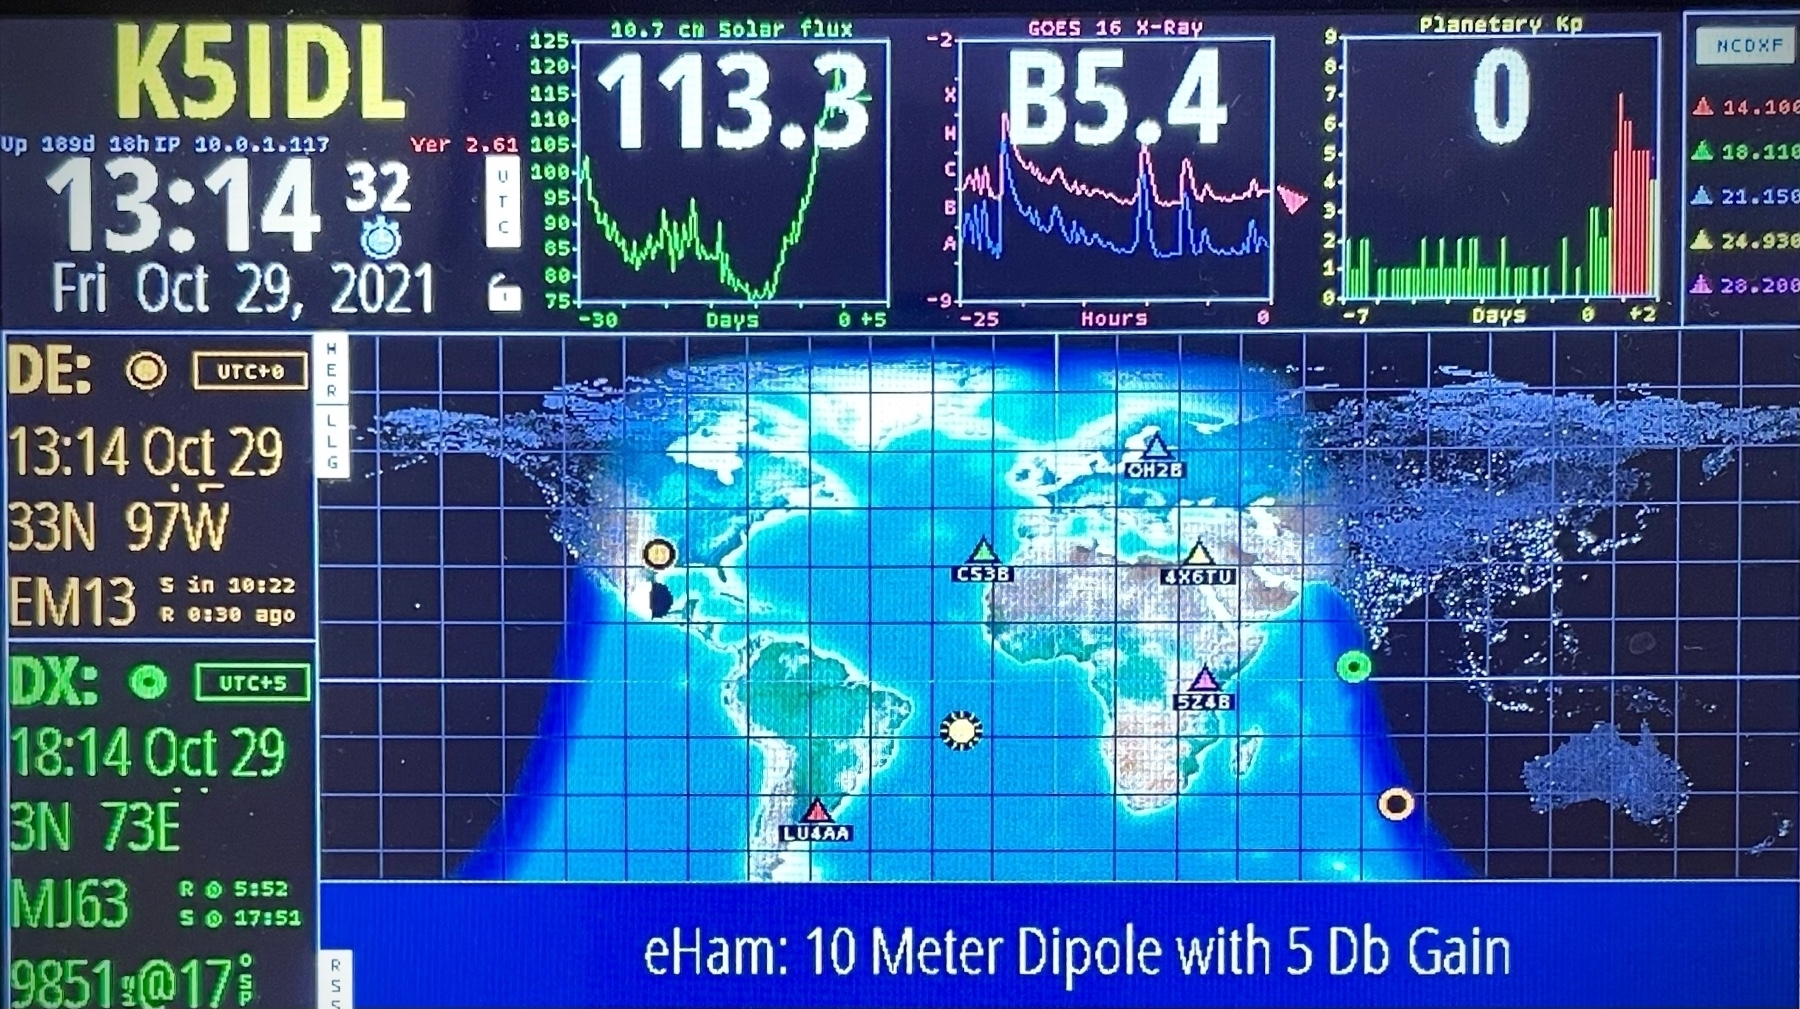 K5IDL
Up 189d 18h IP 10.0.1.117 Ver 2.61
13:14 32
UTC
Fri Oct 29, 2021
10.7 cm Solar flux
113.3
125
120
115
110
105
100
95
90
85
80
75
-30 Days 0 +5
GOES 16 X-Ray
B5.4
-2
X
M
C
B
A
-9
-25 Hours 0
Planetary Kp
0
9
8
7
6
5
4
3
2
1
0
-7 Days 0 +2
NCDXF
14.100
18.110
21.150
24.930
28.200
DE: UTC+0
13:14 Oct 29
33N 97W
EM13 S in 10:22
R 0:30 ago
DX: UTC+5
18:14 Oct 29
3N 73E
MJ63 R @ 5:52
S @ 17:51
9851mi@17° sp
MER
LLG
OH2B
CS3B
4X6TU
5Z4B
LU4AA
RSS
eHam: 10 Meter Dipole with 5 Db Gain